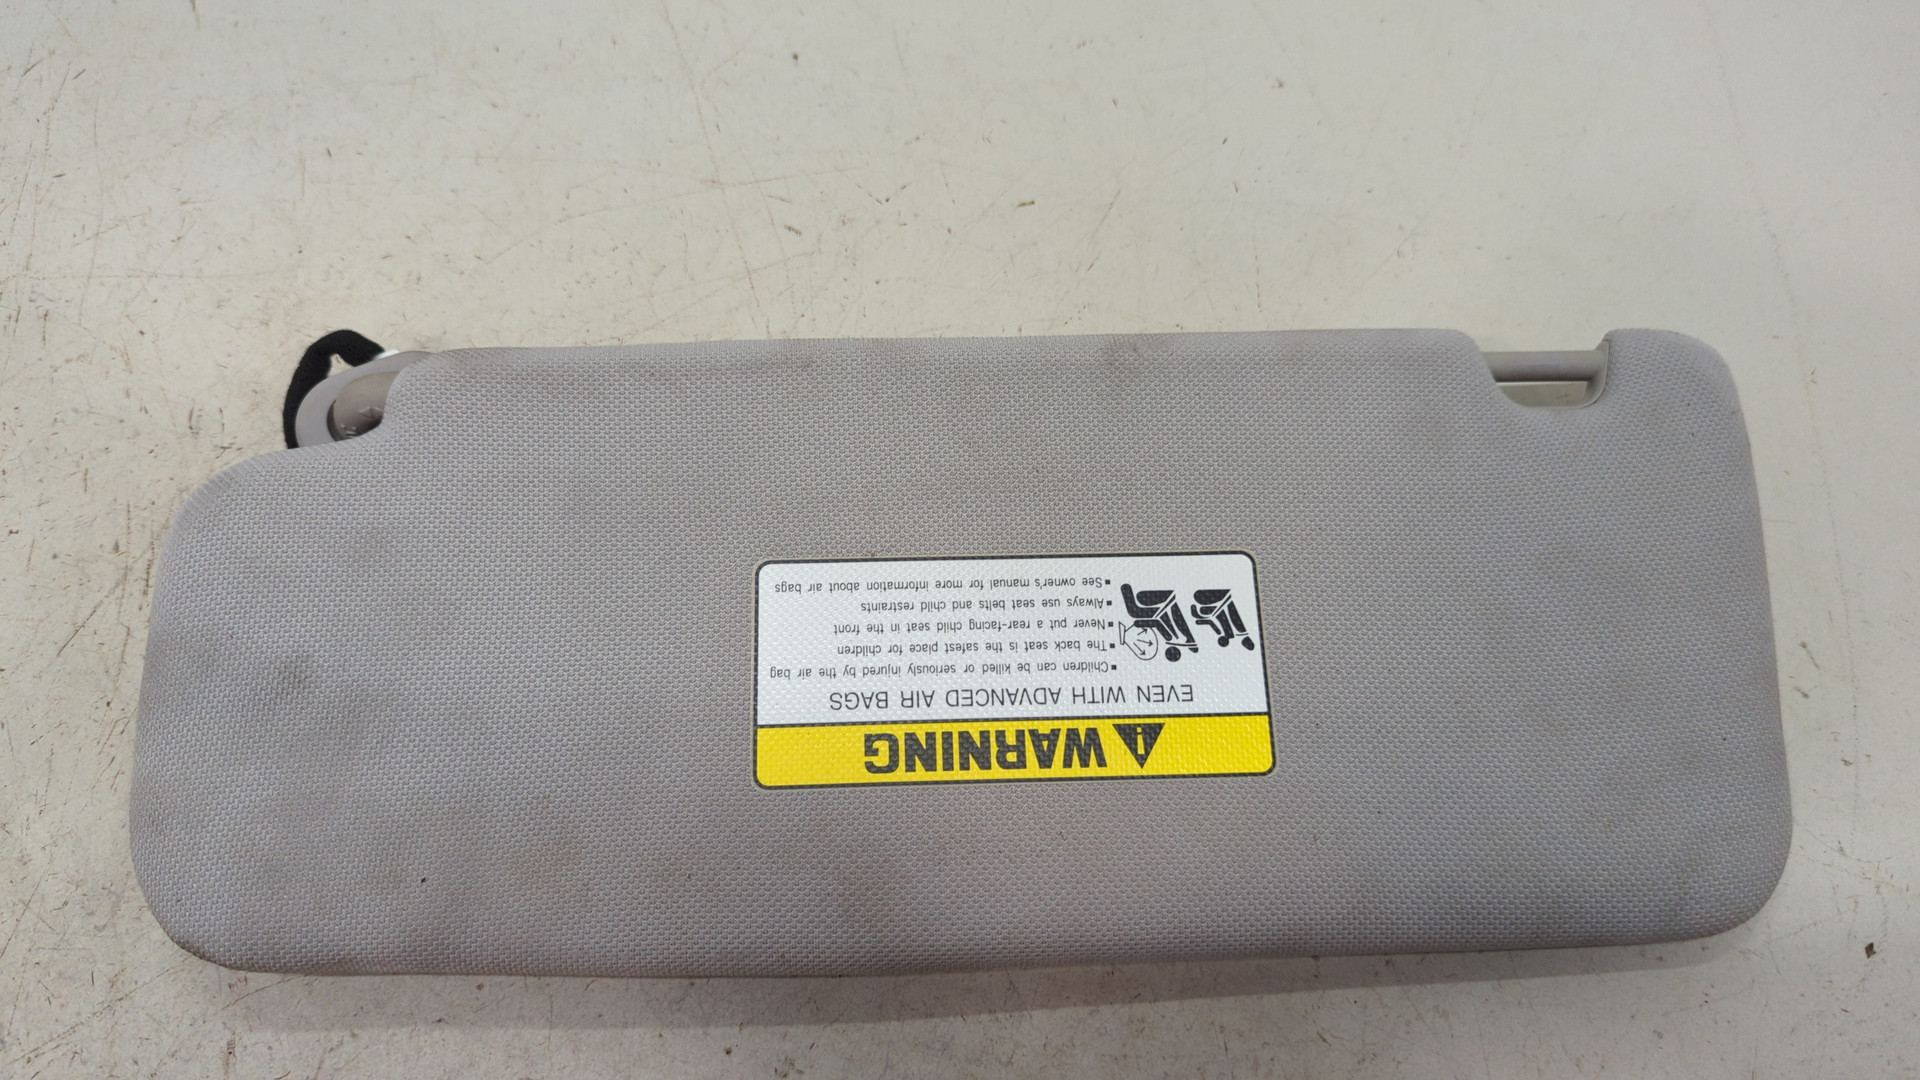 WARNING
EVEN WITH ADVANCED AIR BAGS
▪Children can be killed or seriously injured by the air bag
▪The back seat is the safest place for children
▪Never put a rear-facing child seat in the front
▪Always use seat belts and child restraints
▪See owner's manual for more information about air bags